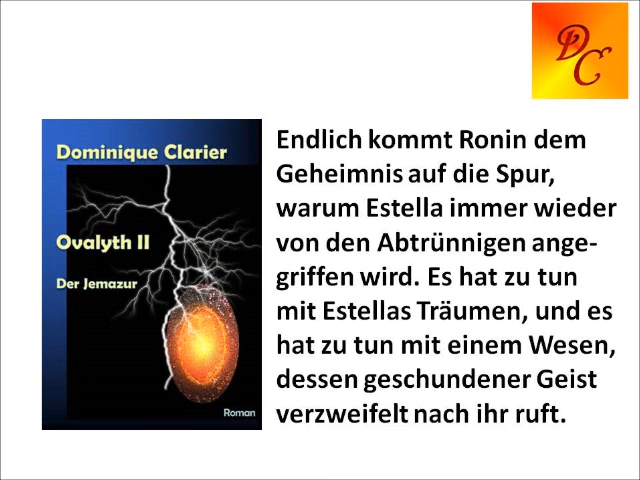 DC
Dominique Clarier
Ovalyth II
Der Jemazur
Roman
Endlich kommt Ronin dem
Geheimnis auf die Spur,
warum Estella immer wieder
von den Abtrünnigen ange-
griffen wird. Es hat zu tun
mit Estellas Träumen, und es
hat zu tun mit einem Wesen,
dessen geschundener Geist
verzweifelt nach ihr ruft.